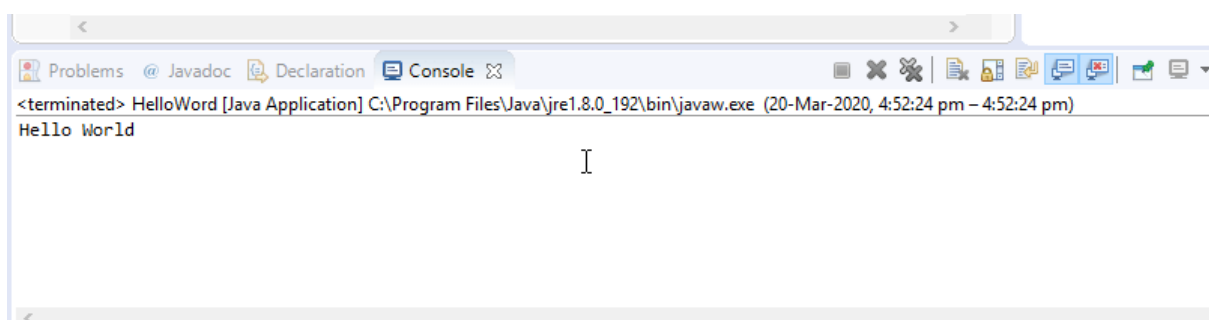 Problems @ Javadoc Declaration Console
<terminated> HelloWord [Java Application] C:\Program Files\Java\jre1.8.0_192\bin\javaw.exe (20-Mar-2020, 4:52:24 pm – 4:52:24 pm)
Hello World